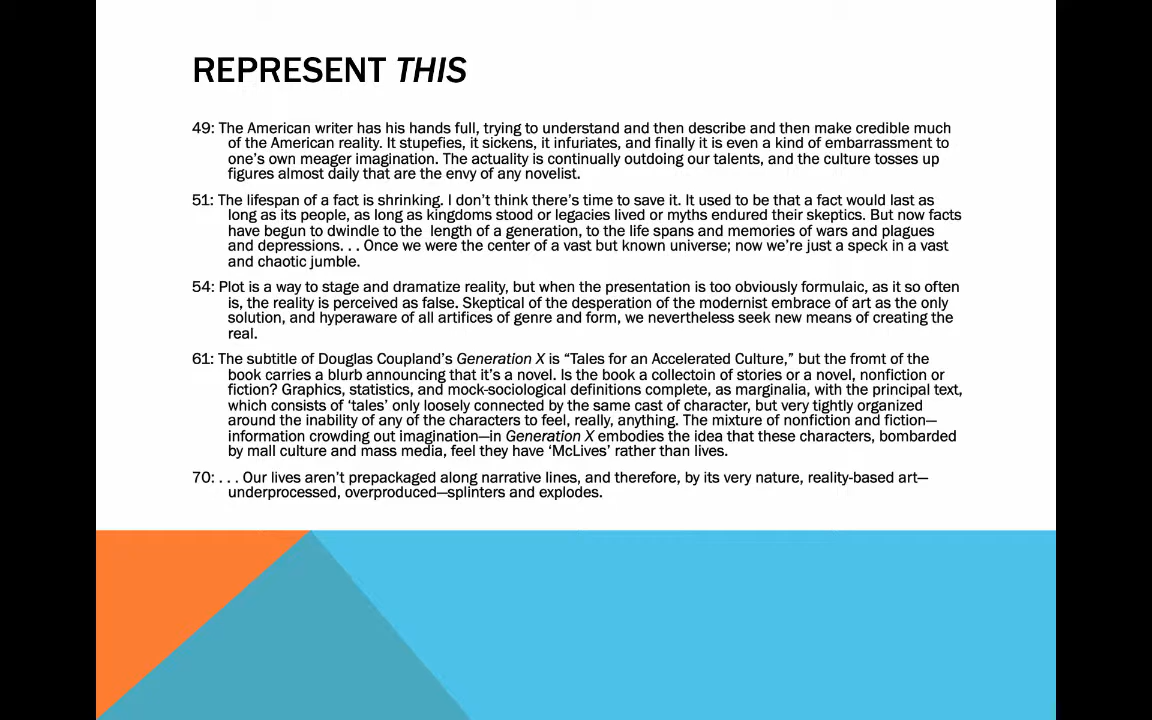 REPRESENT THIS
49: The American writer has his hands full, trying to understand and then describe and then make credible much
of the American reality. It stupefies, it sickens, it infuriates, and finally it is even a kind of embarrassment to
one’s own meager imagination. The actuality is continually outdoing our talents, and the culture tosses up
figures almost daily that are the envy of any novelist.
51: The lifespan of a fact is shrinking. I don’t think there’s time to save it. It used to be that a fact would last as
long as its people, as long as kingdoms stood or legacies lived or myths endured their skeptics. But now facts
have begun to dwindle to the  length of a generation, to the life spans and memories of wars and plagues
and depressions. . . Once we were the center of a vast but known universe; now we’re just a speck in a vast
and chaotic jumble.
54: Plot is a way to stage and dramatize reality, but when the presentation is too obviously formulaic, as it so often
is, the reality is perceived as false. Skeptical of the desperation of the modernist embrace of art as the only
solution, and hyperaware of all artifices of genre and form, we nevertheless seek new means of creating the
real.
61: The subtitle of Douglas Coupland’s Generation X is “Tales for an Accelerated Culture,” but the fromt of the
book carries a blurb announcing that it’s a novel. Is the book a collectoin of stories or a novel, nonfiction or
fiction? Graphics, statistics, and mock-sociological definitions complete, as marginalia, with the principal text,
which consists of ‘tales’ only loosely connected by the same cast of character, but very tightly organized
around the inability of any of the characters to feel, really, anything. The mixture of nonfiction and fiction—
information crowding out imagination—in Generation X embodies the idea that these characters, bombarded
by mall culture and mass media, feel they have ‘McLives’ rather than lives.
70: . . . Our lives aren’t prepackaged along narrative lines, and therefore, by its very nature, reality-based art—
underprocessed, overproduced—splinters and explodes.